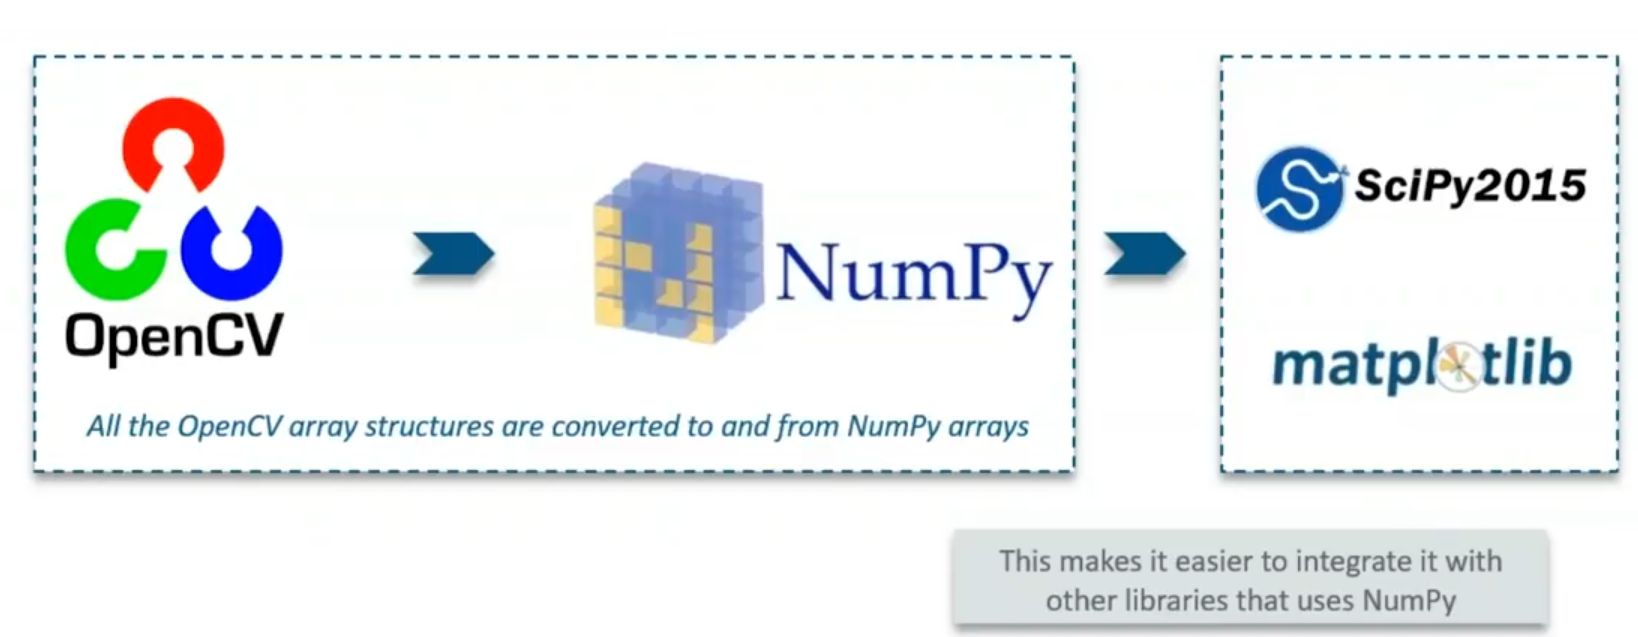 OpenCV
NumPy
All the OpenCV array structures are converted to and from NumPy arrays
SciPy2015
matplotlib
This makes it easier to integrate it with
other libraries that uses NumPy